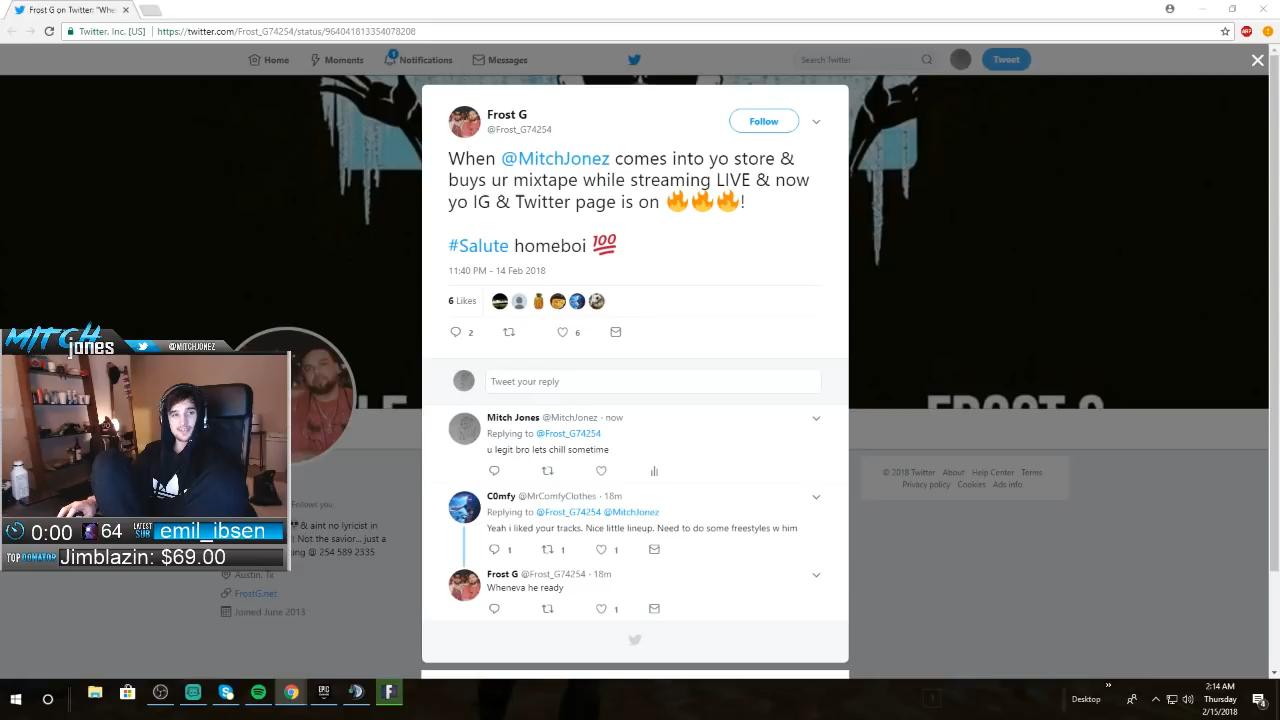 Frost G on Twitter: "Whe
Twitter, Inc. [US] https://twitter.com/Frost_G74254/status/964041813354078208
ABP
Home Moments 1 Notifications Messages Search Twitter Tweet
Frost G
@Frost_G74254
Follow
When @MitchJonez comes into yo store &
buys ur mixtape while streaming LIVE & now
yo IG & Twitter page is on 🔥🔥🔥!
#Salute homeboi 💯
11:40 PM - 14 Feb 2018
6 Likes
2 6
Tweet your reply
Mitch Jones @MitchJonez · now
Replying to @Frost_G74254
u legit bro lets chill sometime
C0mfy @MrComfyClothes · 18m
Replying to @Frost_G74254 @MitchJonez
Yeah i liked your tracks. Nice little lineup. Need to do some freestyles w him
1 1 1
Frost G @Frost_G74254 · 18m
Wheneva he ready
1
MITCH
jones
@MITCHJONEZ
0:00 64 LATEST SUB emil_ibsen
TOP DONATOR Jimblazin: $69.00
FROST G
© 2018 Twitter About Help Center Terms
Privacy policy Cookies Ads info
Follows you
& aint no lyricist in
! Not the savior... just a
@ 254 589 2335
Austin, Tx
FrostG.net
Joined June 2013
EPIC
GAMES
F
Desktop
»
2:14 AM
Thursday
2/15/2018
4